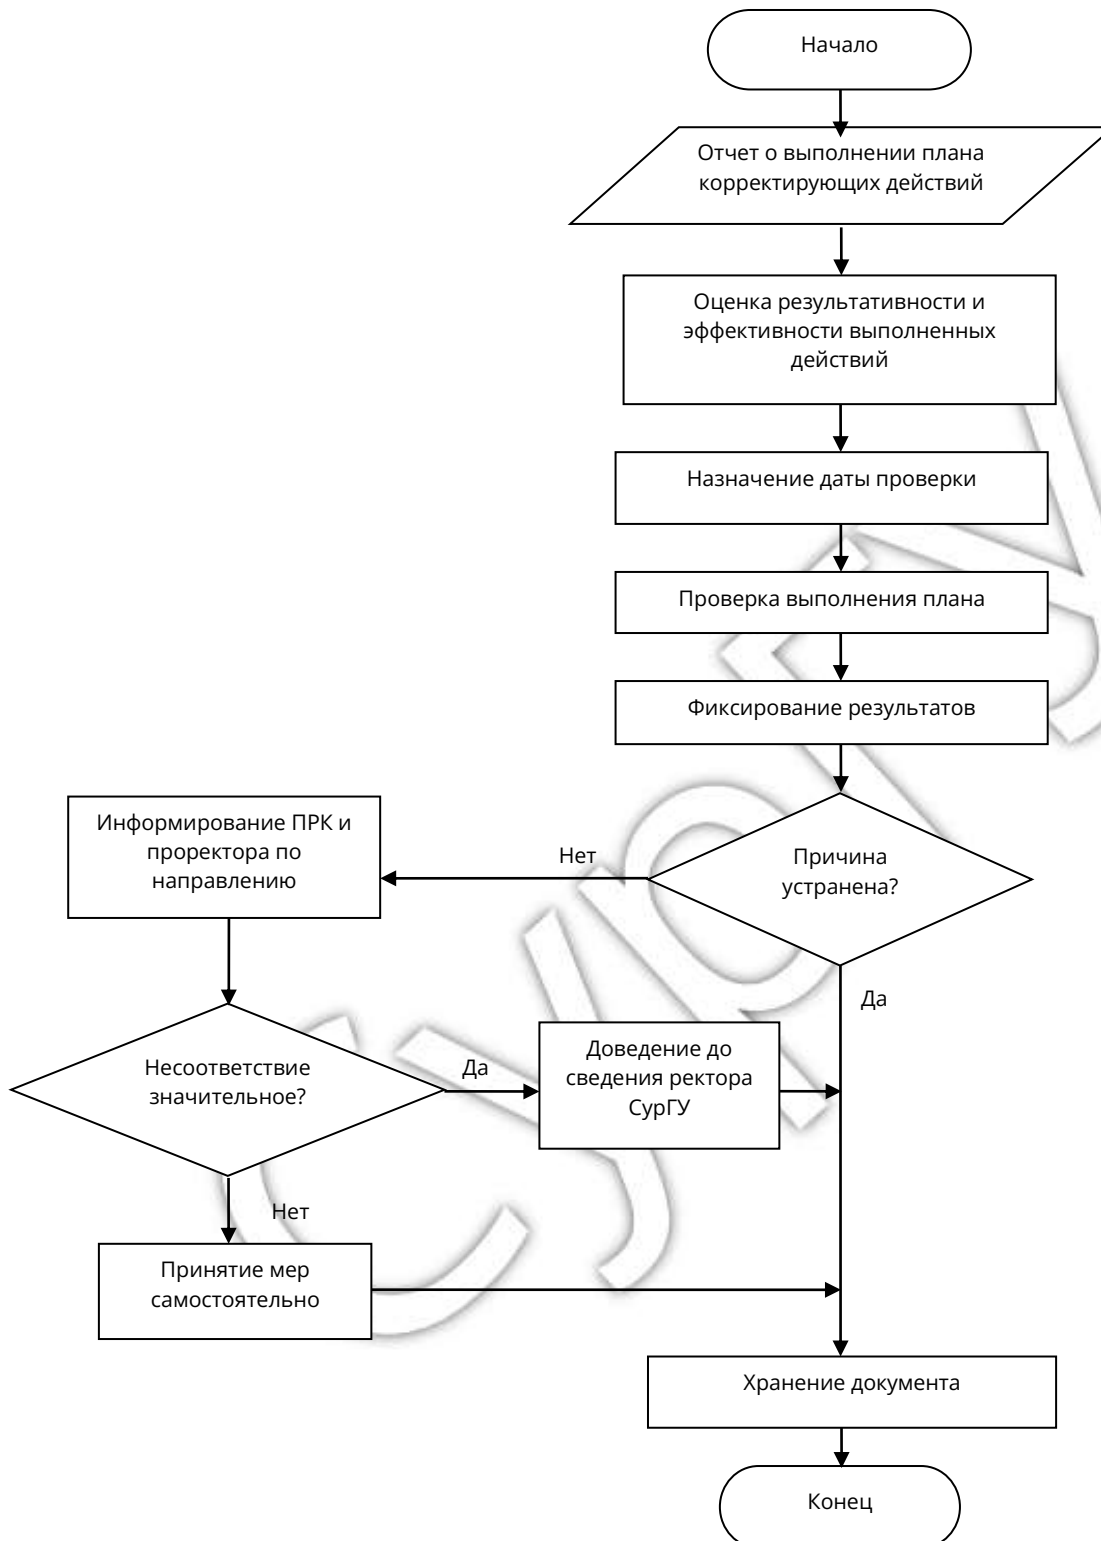 Начало
Отчет о выполнении плана
корректирующих действий
Оценка результативности и
эффективности выполненных
действий
Назначение даты проверки
Проверка выполнения плана
Фиксирование результатов
Причина
устранена?
Нет
Информирование ПРК и
проректора по
направлению
Да
Несоответствие
значительное?
Да
Доведение до
сведения ректора
СурГУ
Нет
Принятие мер
самостоятельно
Хранение документа
Конец
СурГУ